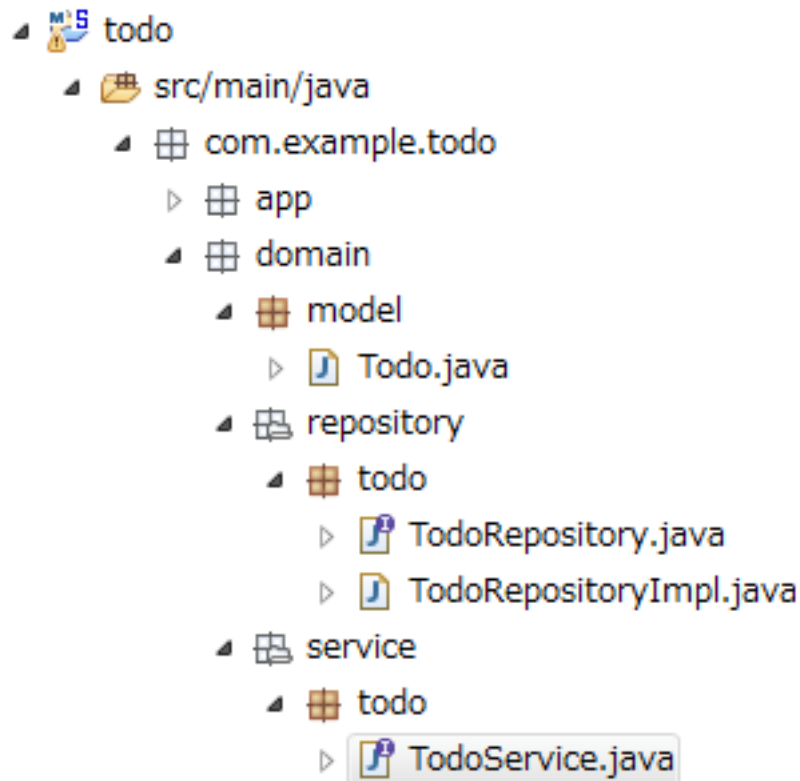 todo
src/main/java
com.example.todo
app
domain
model
Todo.java
repository
todo
TodoRepository.java
TodoRepositoryImpl.java
service
todo
TodoService.java